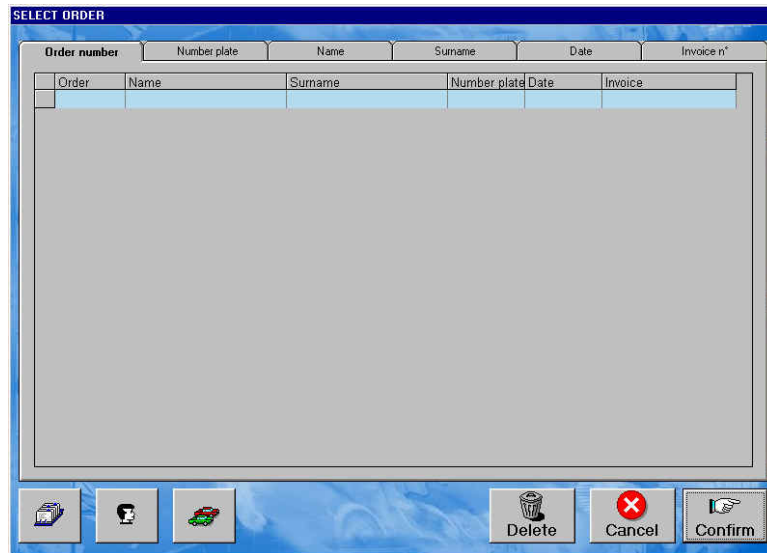 SELECT ORDER
Order number Number plate Name Surname Date Invoice n°
Order Name Surname Number plate Date Invoice
Delete Cancel Confirm